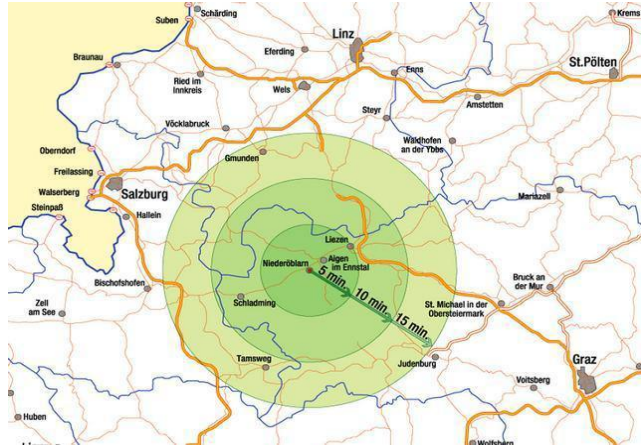 Schärding
Suben
Krems
Linz
Eferding
St.Pölten
Braunau
Enns
Ried im
Innkreis
Wels
Amstetten
Steyr
Vöcklabruck
Waidhofen
an der Ybbs
Oberndorf
Gmunden
Freilassing
Salzburg
Walserberg
Mariazell
Steinpaß
Hallein
Liezen
Aigen
im Ennstal
Niederöblarn
5 min.
10 min.
15 min.
Bischofshofen
Bruck an
der Mur
Schladming
St. Michael in der
Obersteiermark
Zell
am See
Tamsweg
Judenburg
Graz
Voitsberg
Huben
Wolfsberg